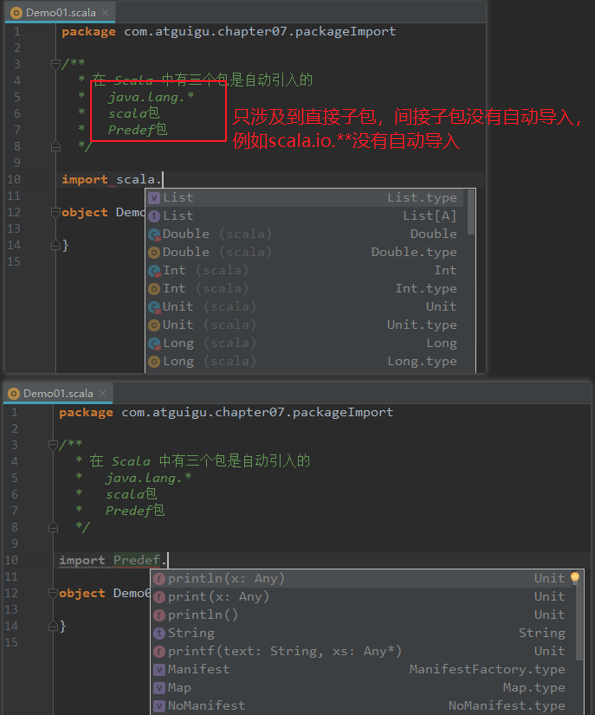 Demo01.scala
1 package com.atguigu.chapter07.packageImport
2
3 /**
4 * 在 Scala 中有三个包是自动引入的
5 * java.lang.*
6 * scala包
7 * Predef包
8 */
只涉及到直接子包，间接子包没有自动导入，
例如scala.io.**没有自动导入
9
10 import scala.
11
List List.type
12 object Dem
List List[A]
13
Double (scala) Double
14 }
Double (scala) Double.type
15
Int (scala) Int
Int (scala) Int.type
Unit (scala) Unit
Unit (scala) Unit.type
Long (scala) Long
Long (scala) Long.type
Demo01.scala
1 package com.atguigu.chapter07.packageImport
2
3 /**
4 * 在 Scala 中有三个包是自动引入的
5 * java.lang.*
6 * scala包
7 * Predef包
8 */
9
10 import Predef.
11
println(x: Any) Unit
12 object Demo0
print(x: Any) Unit
13
println() Unit
14 }
String String
15
printf(text: String, xs: Any*) Unit
Manifest ManifestFactory.type
Map Map.type
NoManifest NoManifest.type